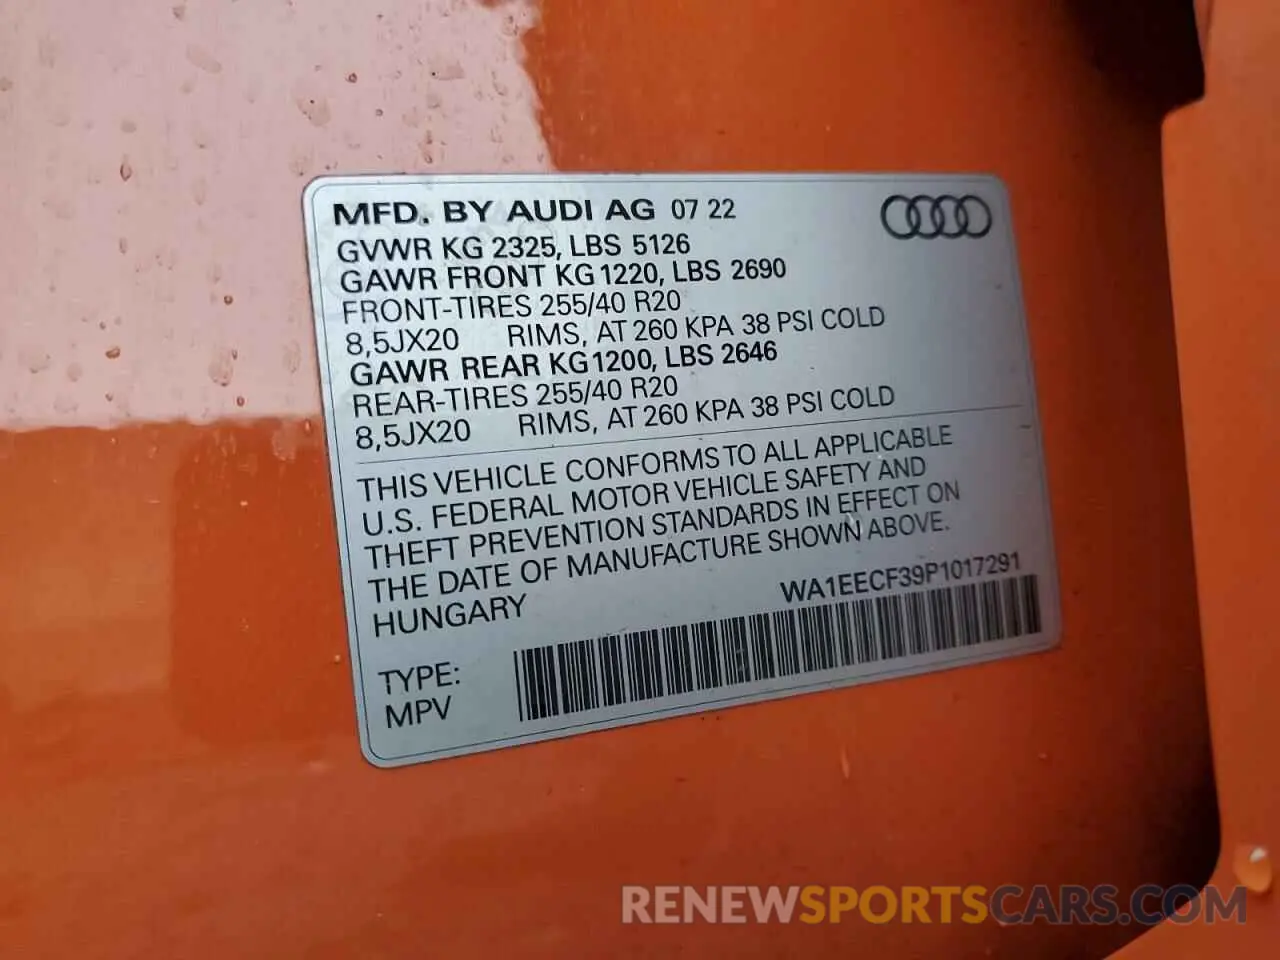 MFD. BY AUDI AG 07 22
GVWR KG 2325, LBS 5126
GAWR FRONT KG 1220, LBS 2690
FRONT-TIRES 255/40 R20
8,5JX20 RIMS, AT 260 KPA 38 PSI COLD
GAWR REAR KG 1200, LBS 2646
REAR-TIRES 255/40 R20
8,5JX20 RIMS, AT 260 KPA 38 PSI COLD
THIS VEHICLE CONFORMS TO ALL APPLICABLE
U.S. FEDERAL MOTOR VEHICLE SAFETY AND
THEFT PREVENTION STANDARDS IN EFFECT ON
THE DATE OF MANUFACTURE SHOWN ABOVE.
HUNGARY
WA1EECF39P1017291
TYPE:
MPV
RENEWSPORTSCARS.COM